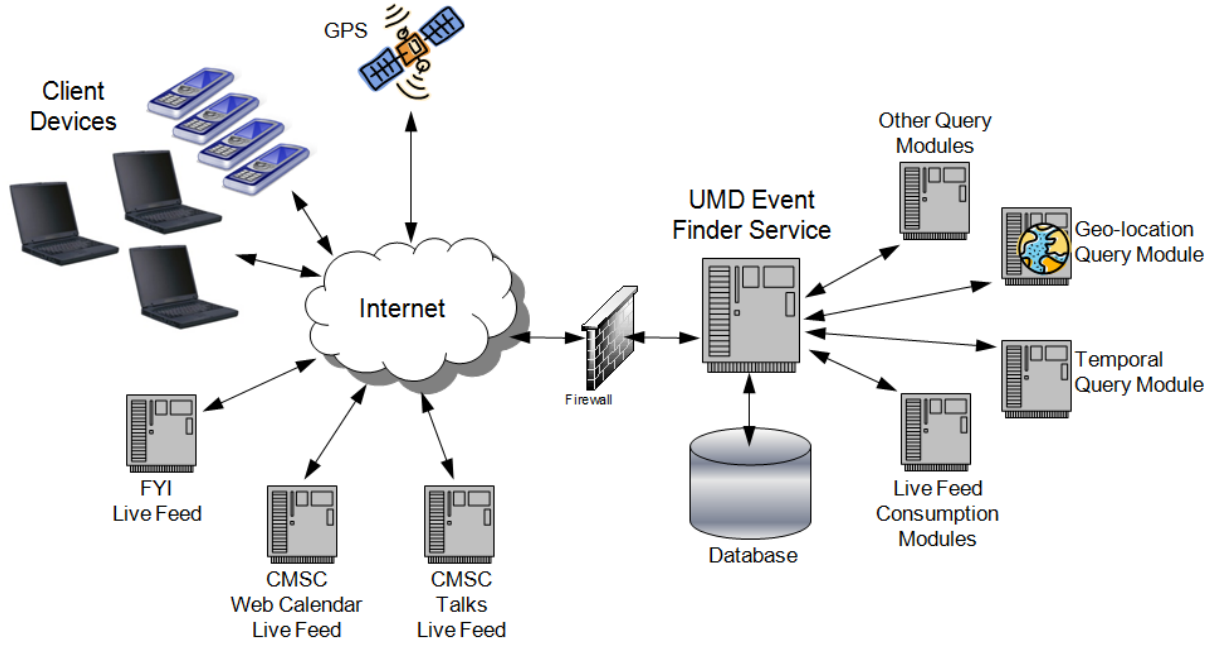 GPS
Client
Devices
Other Query
Modules
UMD Event
Finder Service
Geo-location
Query Module
Internet
Temporal
Query Module
Firewall
FYI
Live Feed
Live Feed
Consumption
Modules
Database
CMSC
Web Calendar
Live Feed
CMSC
Talks
Live Feed